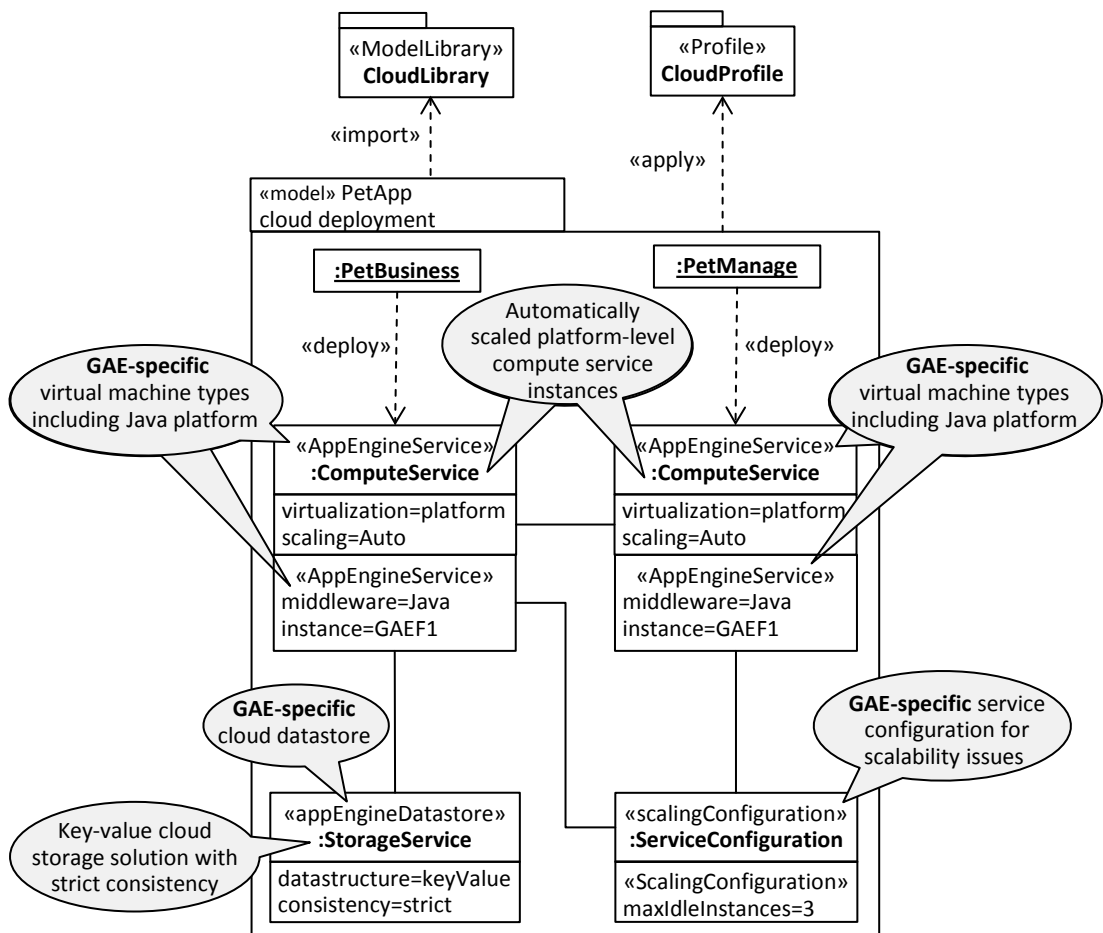 «ModelLibrary»
CloudLibrary
«Profile»
CloudProfile
«import»
«apply»
«model» PetApp
cloud deployment
:PetBusiness
:PetManage
Automatically
scaled platform-level
compute service
instances
«deploy»
«deploy»
GAE-specific
virtual machine types
including Java platform
GAE-specific
virtual machine types
including Java platform
«AppEngineService»
:ComputeService
virtualization=platform
scaling=Auto
«AppEngineService»
middleware=Java
instance=GAEF1
«AppEngineService»
:ComputeService
virtualization=platform
scaling=Auto
«AppEngineService»
middleware=Java
instance=GAEF1
GAE-specific
cloud datastore
GAE-specific service
configuration for
scalability issues
Key-value cloud
storage solution with
strict consistency
«appEngineDatastore»
:StorageService
datastructure=keyValue
consistency=strict
«scalingConfiguration»
:ServiceConfiguration
«ScalingConfiguration»
maxIdleInstances=3